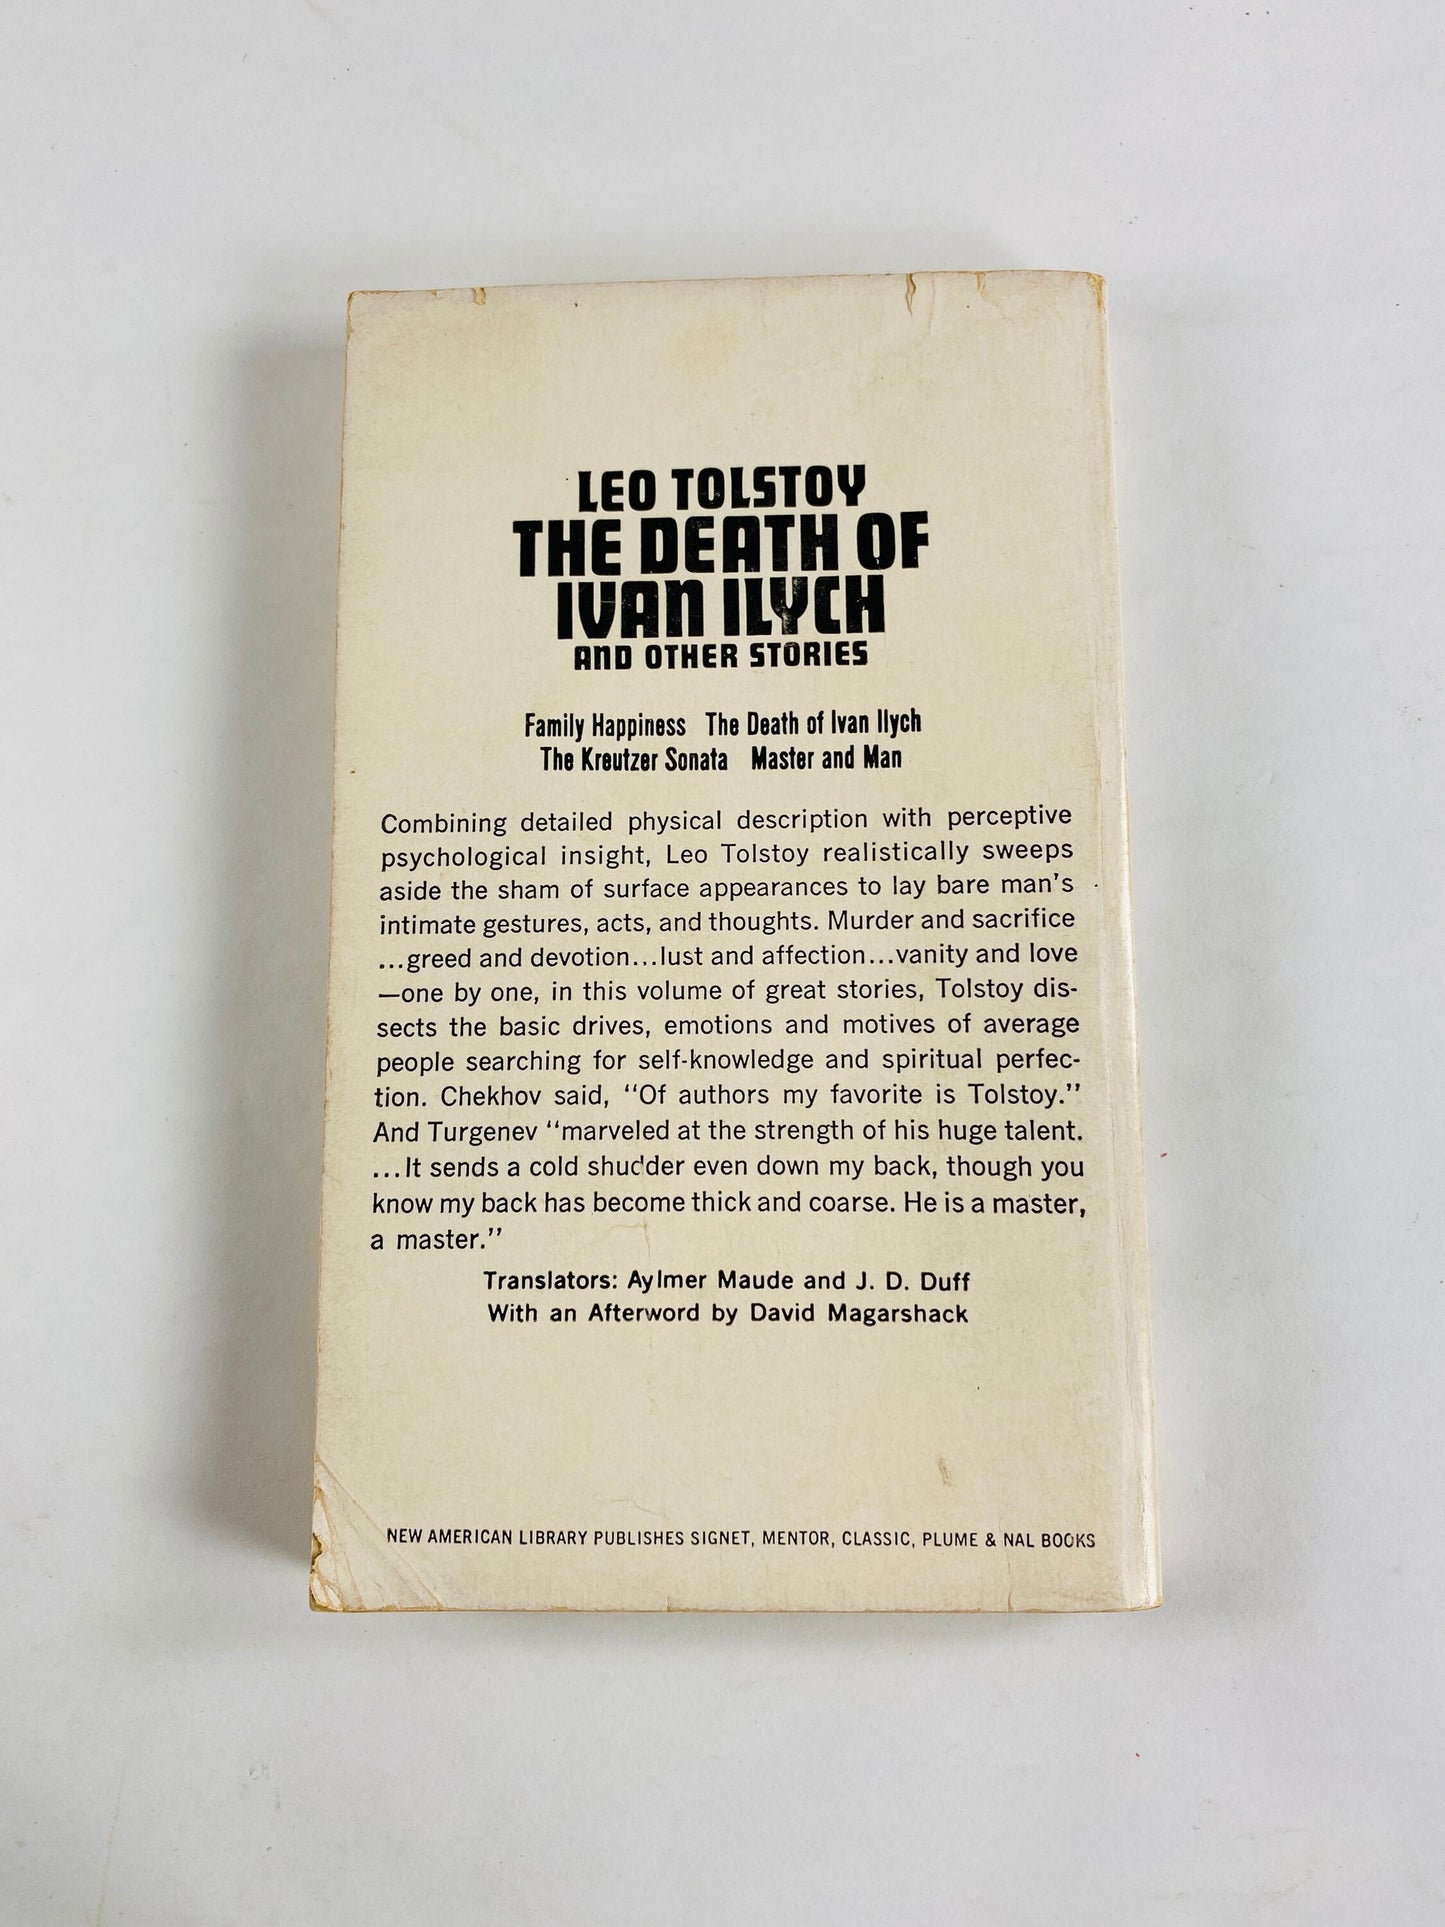 LEO TOLSTOY
THE DEATH OF
IVAN ILYCH
AND OTHER STORIES
Family Happiness The Death of Ivan Ilych
The Kreutzer Sonata Master and Man
Combining detailed physical description with perceptive
psychological insight, Leo Tolstoy realistically sweeps
aside the sham of surface appearances to lay bare man's
intimate gestures, acts, and thoughts. Murder and sacrifice
...greed and devotion...lust and affection...vanity and love
—one by one, in this volume of great stories, Tolstoy dis-
sects the basic drives, emotions and motives of average
people searching for self-knowledge and spiritual perfec-
tion. Chekhov said, "Of authors my favorite is Tolstoy."
And Turgenev "marveled at the strength of his huge talent.
...It sends a cold shudder even down my back, though you
know my back has become thick and coarse. He is a master,
a master."
Translators: Aylmer Maude and J. D. Duff
With an Afterword by David Magarshack
NEW AMERICAN LIBRARY PUBLISHES SIGNET, MENTOR, CLASSIC, PLUME & NAL BOOKS